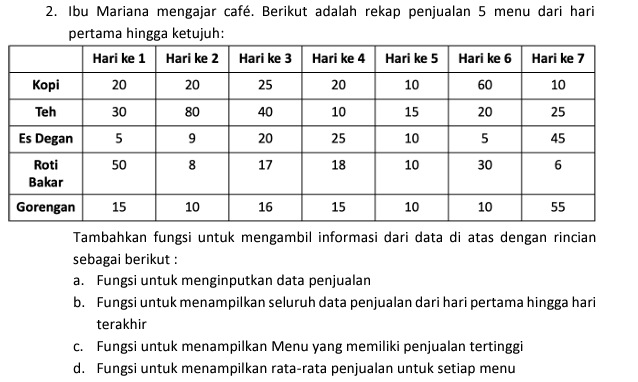 2. Ibu Mariana mengajar café. Berikut adalah rekap penjualan 5 menu dari hari
pertama hingga ketujuh:
Hari ke 1 Hari ke 2 Hari ke 3 Hari ke 4 Hari ke 5 Hari ke 6 Hari ke 7
Kopi 20 20 25 20 10 60 10
Teh 30 80 40 10 15 20 25
Es Degan 5 9 20 25 10 5 45
Roti 50 8 17 18 10 30 6
Bakar
Gorengan 15 10 16 15 10 10 55
Tambahkan fungsi untuk mengambil informasi dari data di atas dengan rincian
sebagai berikut :
a. Fungsi untuk menginputkan data penjualan
b. Fungsi untuk menampilkan seluruh data penjualan dari hari pertama hingga hari
terakhir
c. Fungsi untuk menampilkan Menu yang memiliki penjualan tertinggi
d. Fungsi untuk menampilkan rata-rata penjualan untuk setiap menu